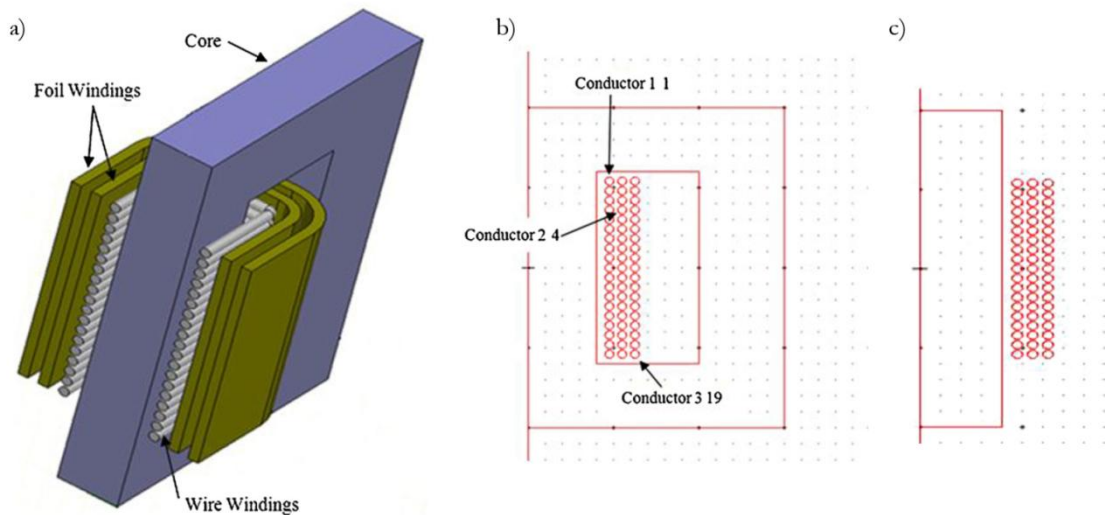 a)
Core
Foil Windings
Wire Windings
b)
Conductor 1 1
Conductor 2 4
Conductor 3 19
c)